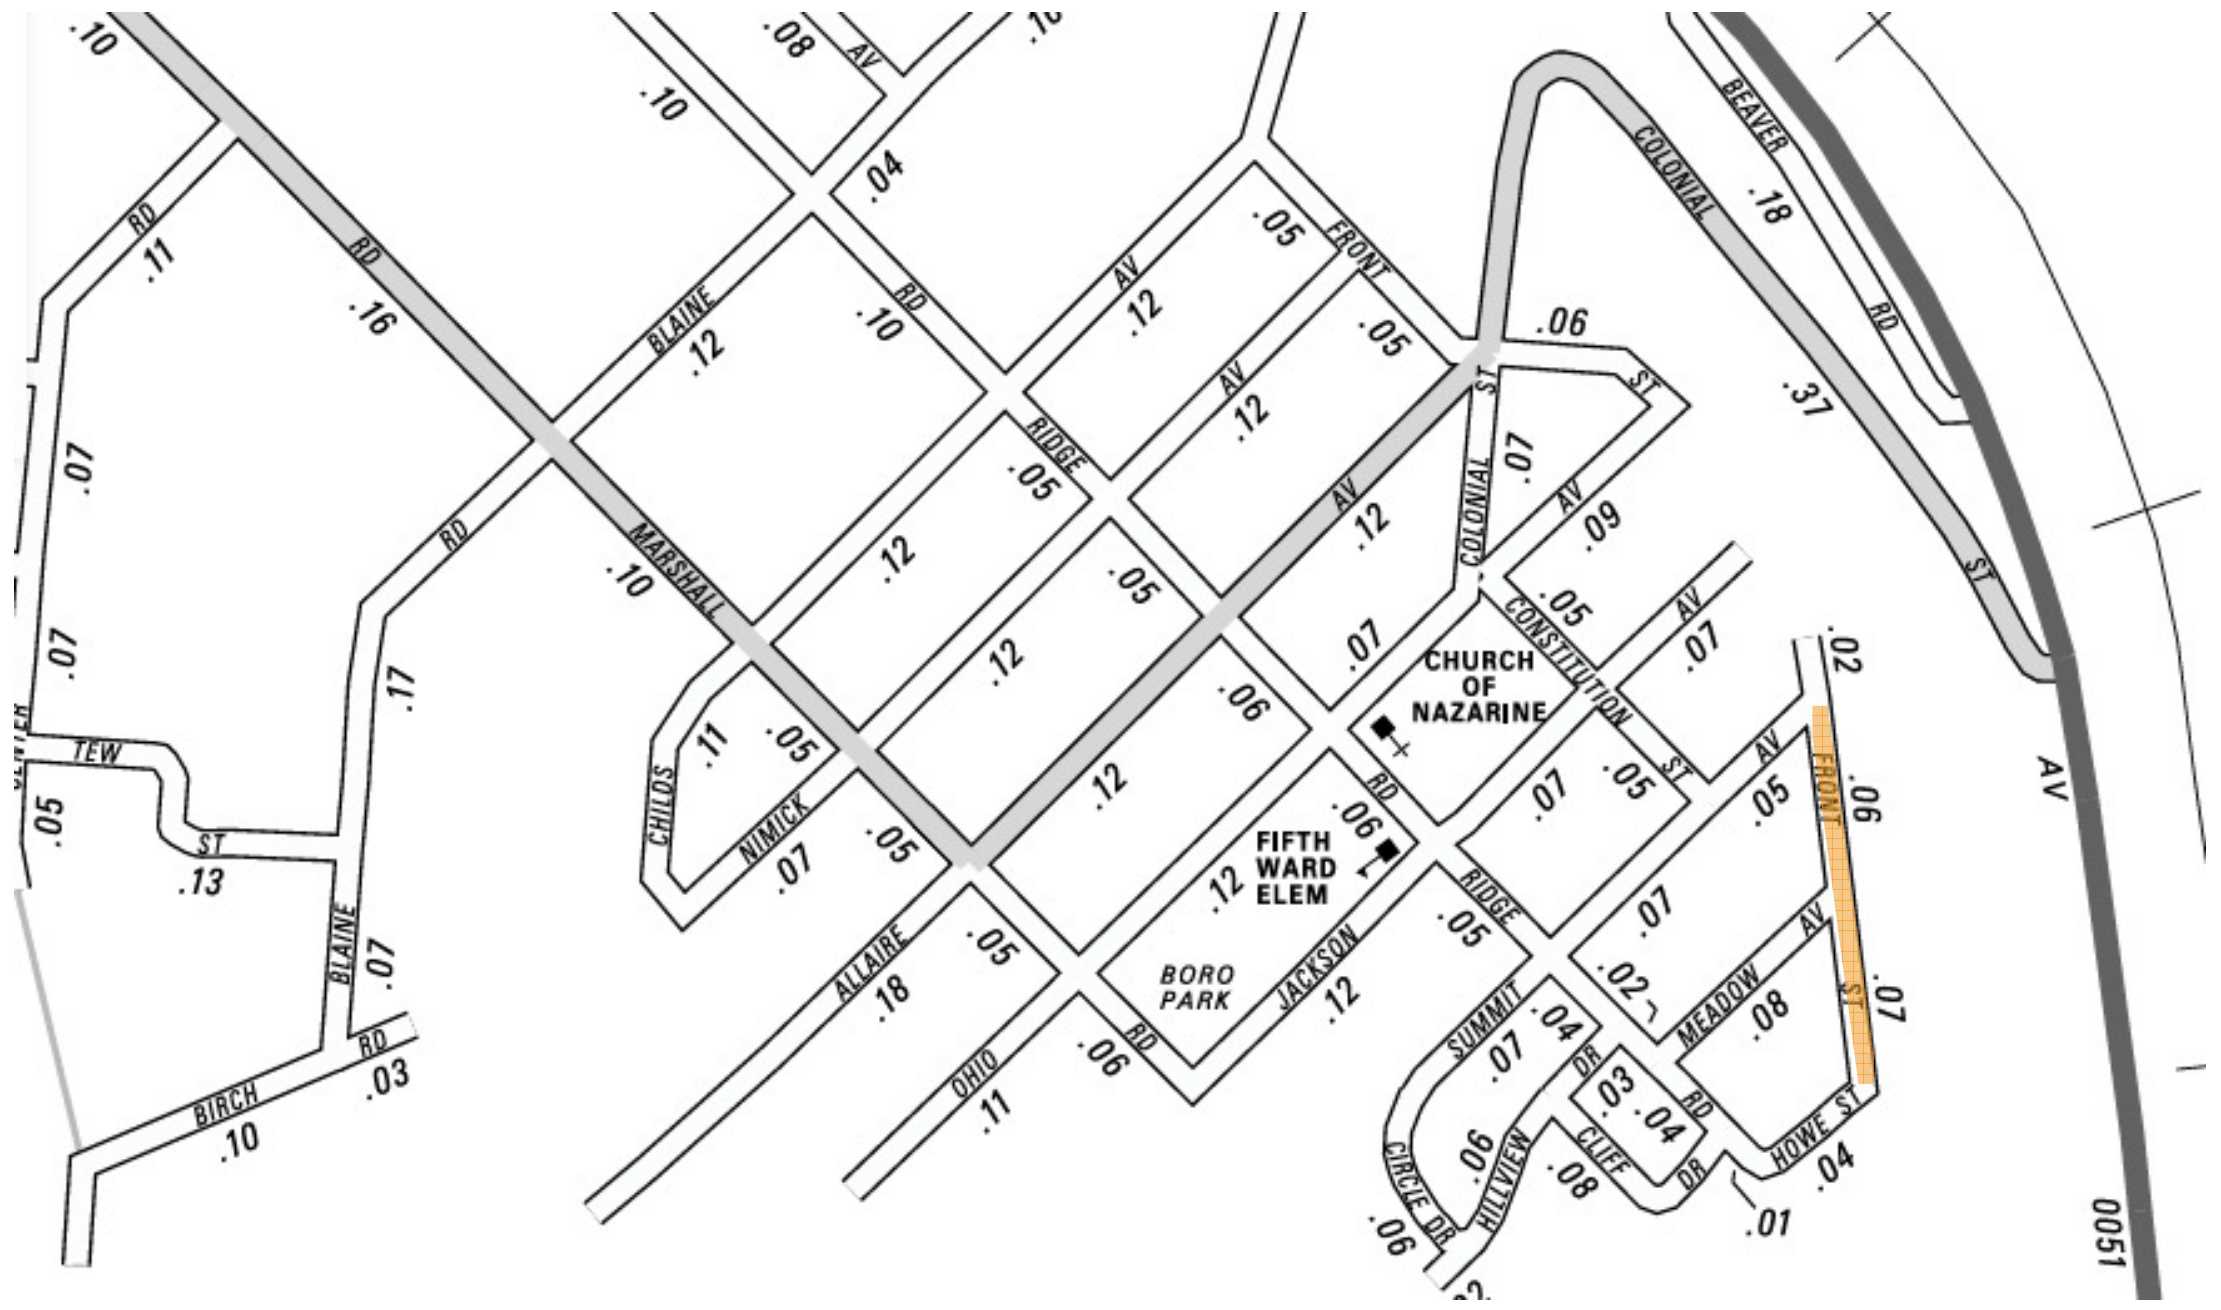 .10
.08
AV
.10
.10
BEAVER
RD
.18
COLONIAL
ST
.37
RD
.11
RD
.16
.04
.05
FRONT
ST
AV
.12
BLAINE
.12
RD
.10
.05
.06
AV
.12
RIDGE
.05
ST
COLONIAL
.07
AV
.12
AV
.09
.07
RD
MARSHALL
.10
.12
.05
.05
CONSTITUTION
ST
AV
.07
.07
.17
.12
.07
CHURCH
OF
NAZARINE
.02
.06
CHILDS
.11
.05
TEW
ST
.13
.05
NIMICK
.07
.05
.12
RD
.06
FIFTH
WARD
ELEM
.07
.05
AV
.05
FRONT
ST
.06
.07
AV
BLAINE
.07
ALLAIRE
.18
.05
.12
BORO
PARK
JACKSON
.12
RIDGE
RD
.05
.07
.02
MEADOW
AV
.08
BIRCH
RD
.10
.03
OHIO
.11
RD
.06
SUMMIT
.07
.04
DR
.03
.04
CIRCLE DR
.06
.06
HILLVIEW
CLIFF
DR
.08
HOWE ST
.04
.01
0051